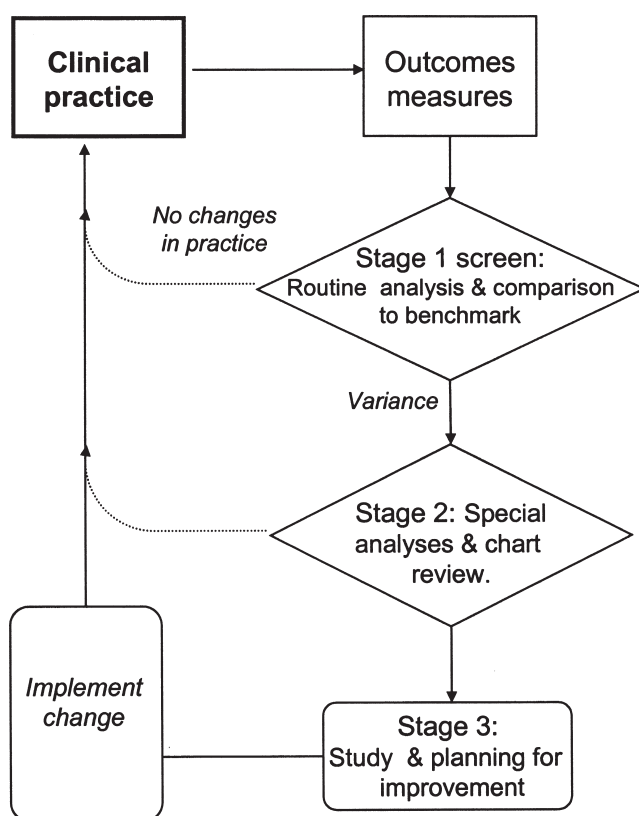 Clinical
practice
Outcomes
measures
No changes
in practice
Stage 1 screen:
Routine analysis & comparison
to benchmark
Variance
Stage 2: Special
analyses & chart
review.
Implement
change
Stage 3:
Study & planning for
improvement